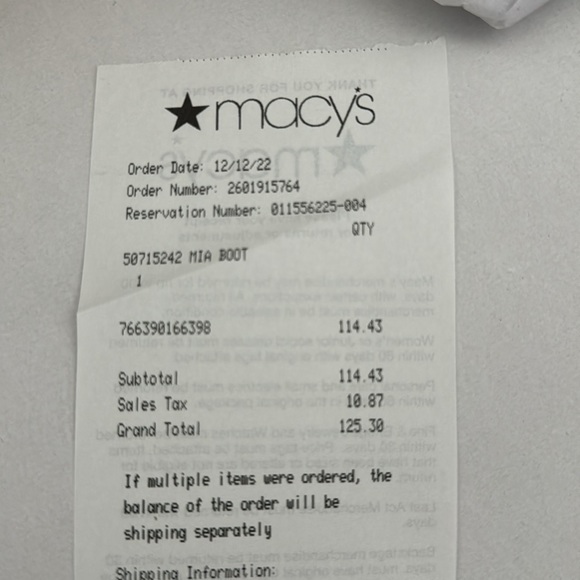 ★macy's
Order Date: 12/12/22
Order Number: 2601915764
Reservation Number: 011556225-004
QTY
50715242 MIA BOOT
1
766390166398 114.43
Subtotal 114.43
Sales Tax 10.87
Grand Total 125.30
If multiple items were ordered, the
balance of the order will be
shipping separately
Shipping Information: